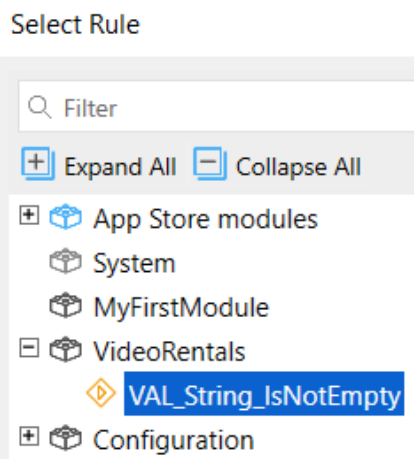 Select Rule
Filter
Expand All Collapse All
App Store modules
System
MyFirstModule
VideoRentals
VAL_String_IsNotEmpty
Configuration